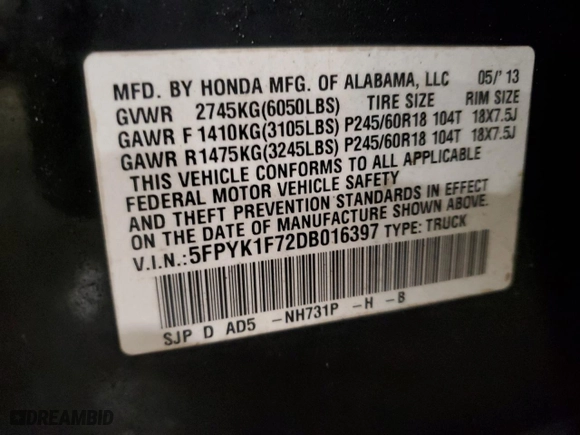 MFD. BY HONDA MFG. OF ALABAMA, LLC 05/'13
GVWR 2745KG(6050LBS) TIRE SIZE RIM SIZE
GAWR F 1410KG(3105LBS) P245/60R18 104T 18X7.5J
GAWR R1475KG(3245LBS) P245/60R18 104T 18X7.5J
THIS VEHICLE CONFORMS TO ALL APPLICABLE
FEDERAL MOTOR VEHICLE SAFETY
AND THEFT PREVENTION STANDARDS IN EFFECT
ON THE DATE OF MANUFACTURE SHOWN ABOVE.
V.I.N.:5FPYK1F72DB016397 TYPE: TRUCK
SJP D AD5 -NH731P -H -B
DREAMBID